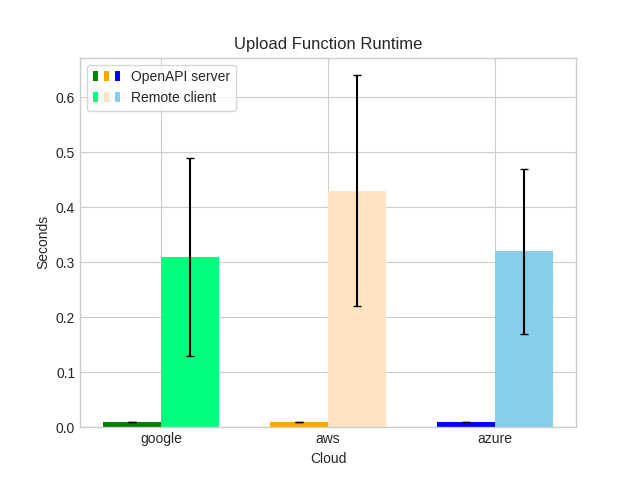 Upload Function Runtime
OpenAPI server
Remote client
Seconds
0.6
0.5
0.4
0.3
0.2
0.1
0.0
google aws azure
Cloud